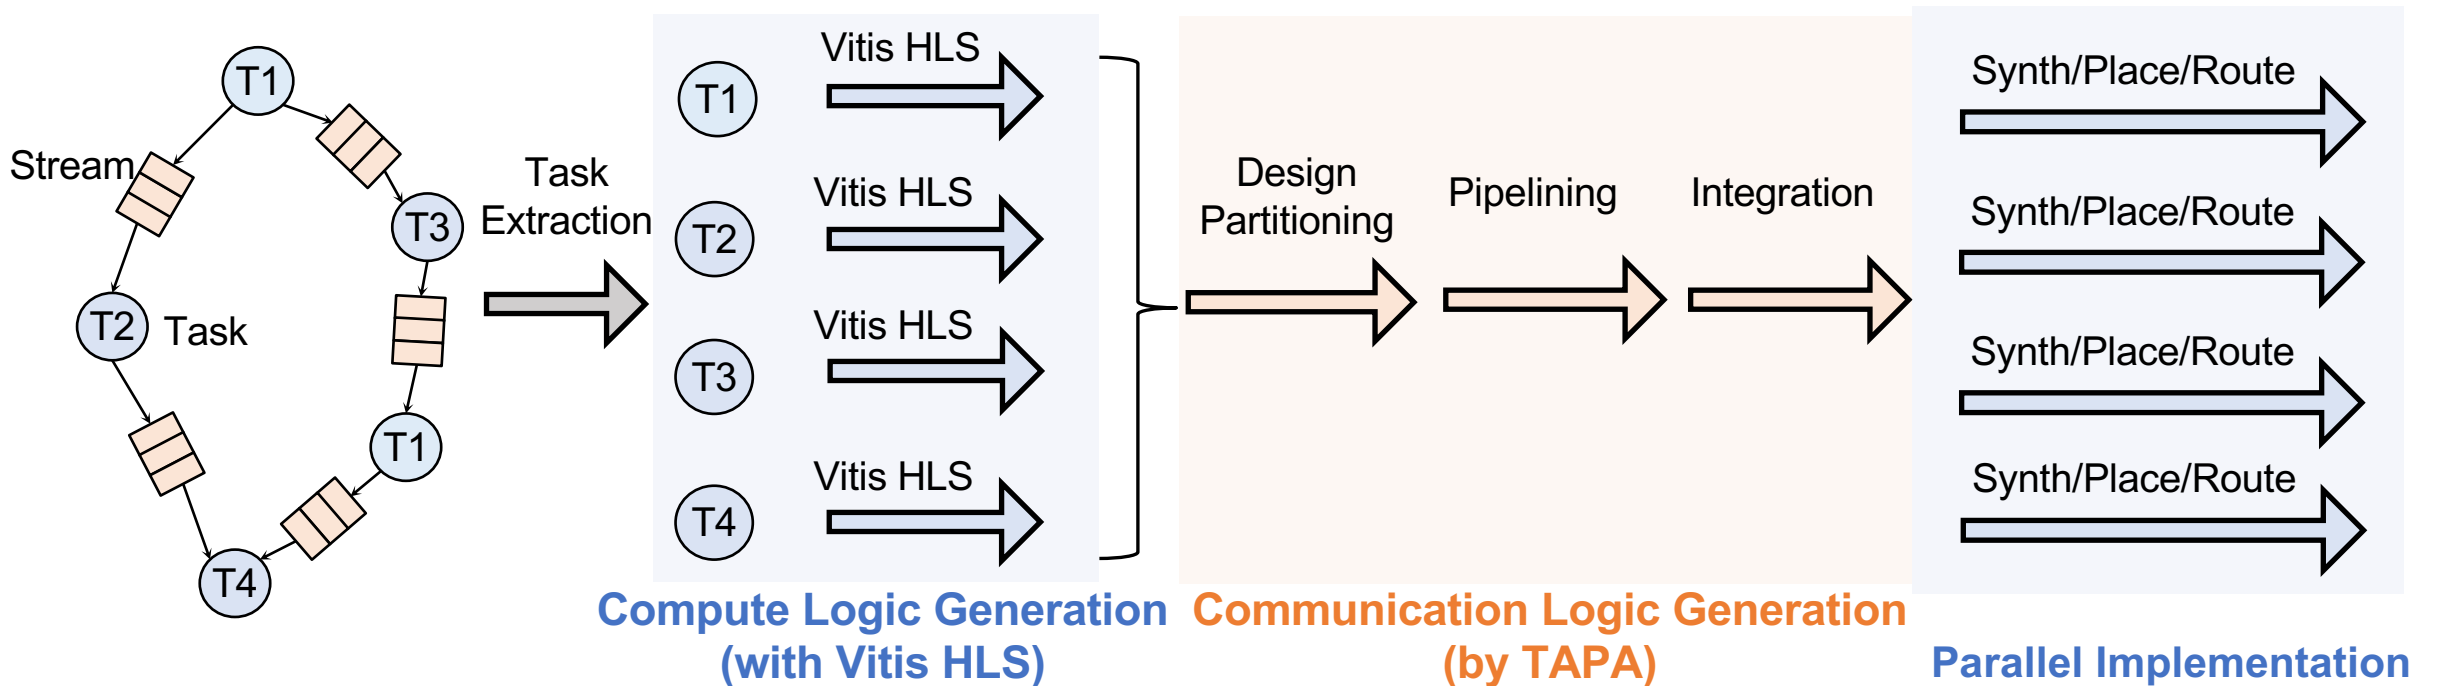 T1
Stream
T3
T2
Task
T1
T4
Task
Extraction
T1
Vitis HLS
T2
Vitis HLS
T3
Vitis HLS
T4
Vitis HLS
Compute Logic Generation
(with Vitis HLS)
Design
Partitioning
Pipelining
Integration
Communication Logic Generation
(by TAPA)
Synth/Place/Route
Synth/Place/Route
Synth/Place/Route
Synth/Place/Route
Parallel Implementation